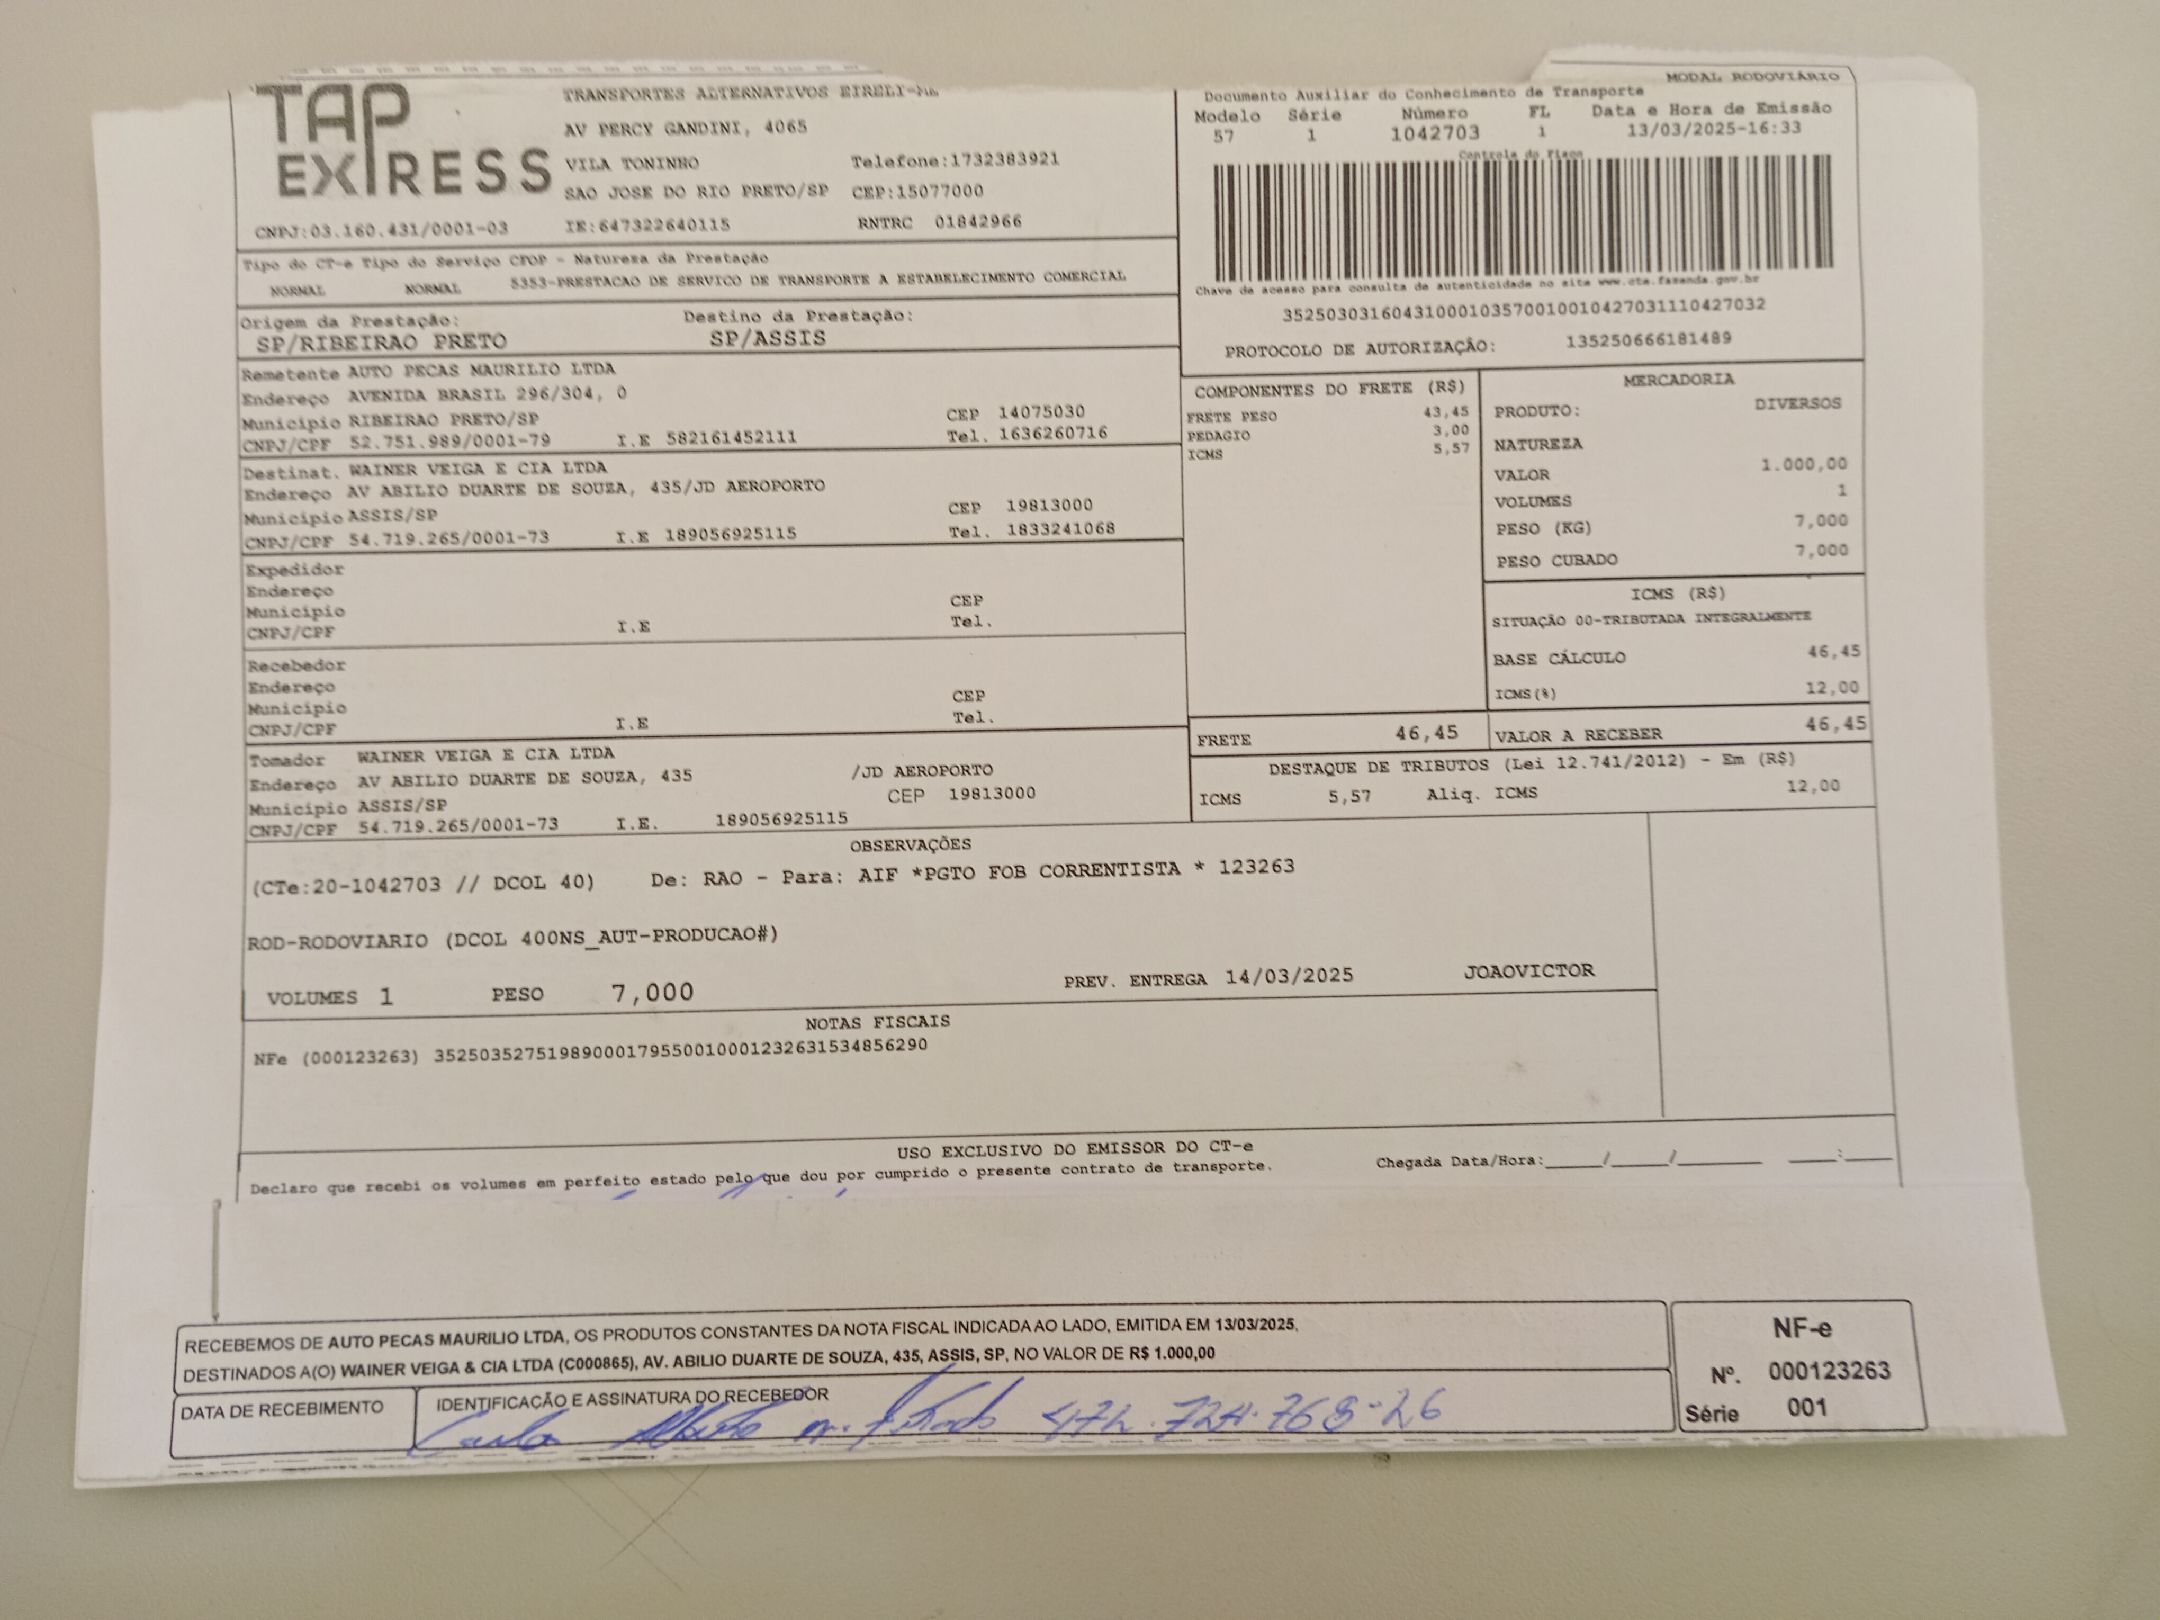 TAP EXPRESS
TRANSPORTES ALTERNATIVOS EIRELI-
AV PERCY GANDINI, 4065
VILA TONINHO Telefone:1732383921
SAO JOSE DO RIO PRETO/SP CEP:15077000
CNPJ:03.160.431/0001-03 IE:647322640115 RNTRC 01842966
MODAL RODOVIÁRIO
Documento Auxiliar do Conhecimento de Transporte
Modelo Série Número FL Data e Hora de Emissão
57 1 1042703 1 13/03/2025-16:33
Controle do Fisco
Chave de acesso para consulta de autenticidade no site www.cte.fazenda.gov.br
35250303160431000103570010010427031110427032
PROTOCOLO DE AUTORIZAÇÃO: 135250666181489
Tipo do CT-e Tipo do Serviço CFOP - Natureza da Prestação
NORMAL NORMAL 5353-PRESTACAO DE SERVICO DE TRANSPORTE A ESTABELECIMENTO COMERCIAL
Origem da Prestação: Destino da Prestação:
SP/RIBEIRAO PRETO SP/ASSIS
Remetente AUTO PECAS MAURILIO LTDA
Endereço AVENIDA BRASIL 296/304, 0
Município RIBEIRAO PRETO/SP CEP 14075030
CNPJ/CPF 52.751.989/0001-79 I.E 582161452111 Tel. 1636260716
Destinat. WAINER VEIGA E CIA LTDA
Endereço AV ABILIO DUARTE DE SOUZA, 435/JD AEROPORTO
Município ASSIS/SP CEP 19813000
CNPJ/CPF 54.719.265/0001-73 I.E 189056925115 Tel. 1833241068
Expedidor
Endereço
Município CEP
CNPJ/CPF I.E Tel.
Recebedor
Endereço
Município CEP
CNPJ/CPF I.E Tel.
Tomador WAINER VEIGA E CIA LTDA
Endereço AV ABILIO DUARTE DE SOUZA, 435 /JD AEROPORTO
Município ASSIS/SP CEP 19813000
CNPJ/CPF 54.719.265/0001-73 I.E. 189056925115
COMPONENTES DO FRETE (R$)
FRETE PESO 43,45
PEDAGIO 3,00
ICMS 5,57
MERCADORIA
PRODUTO: DIVERSOS
NATUREZA
VALOR 1.000,00
VOLUMES 1
PESO (KG) 7,000
PESO CUBADO 7,000
ICMS (R$)
SITUAÇÃO 00-TRIBUTADA INTEGRALMENTE
BASE CÁLCULO 46,45
ICMS(%) 12,00
FRETE 46,45 VALOR A RECEBER 46,45
DESTAQUE DE TRIBUTOS (Lei 12.741/2012) - Em (R$)
ICMS 5,57 Aliq. ICMS 12,00
OBSERVAÇÕES
(CTe:20-1042703 // DCOL 40) De: RAO - Para: AIF *PGTO FOB CORRENTISTA * 123263
ROD-RODOVIARIO (DCOL 400NS_AUT-PRODUCAO#)
VOLUMES 1 PESO 7,000 PREV. ENTREGA 14/03/2025 JOAOVICTOR
NOTAS FISCAIS
NFe (000123263) 35250352751989000179550010001232631534856290
USO EXCLUSIVO DO EMISSOR DO CT-e
Declaro que recebi os volumes em perfeito estado pelo que dou por cumprido o presente contrato de transporte. Chegada Data/Hora:_____/_____/_______ ____:____
RECEBEMOS DE AUTO PECAS MAURILIO LTDA, OS PRODUTOS CONSTANTES DA NOTA FISCAL INDICADA AO LADO, EMITIDA EM 13/03/2025,
DESTINADOS A(O) WAINER VEIGA & CIA LTDA (C000865), AV. ABILIO DUARTE DE SOUZA, 435, ASSIS, SP, NO VALOR DE R$ 1.000,00
DATA DE RECEBIMENTO IDENTIFICAÇÃO E ASSINATURA DO RECEBEDOR
NF-e
Nº. 000123263
Série 001